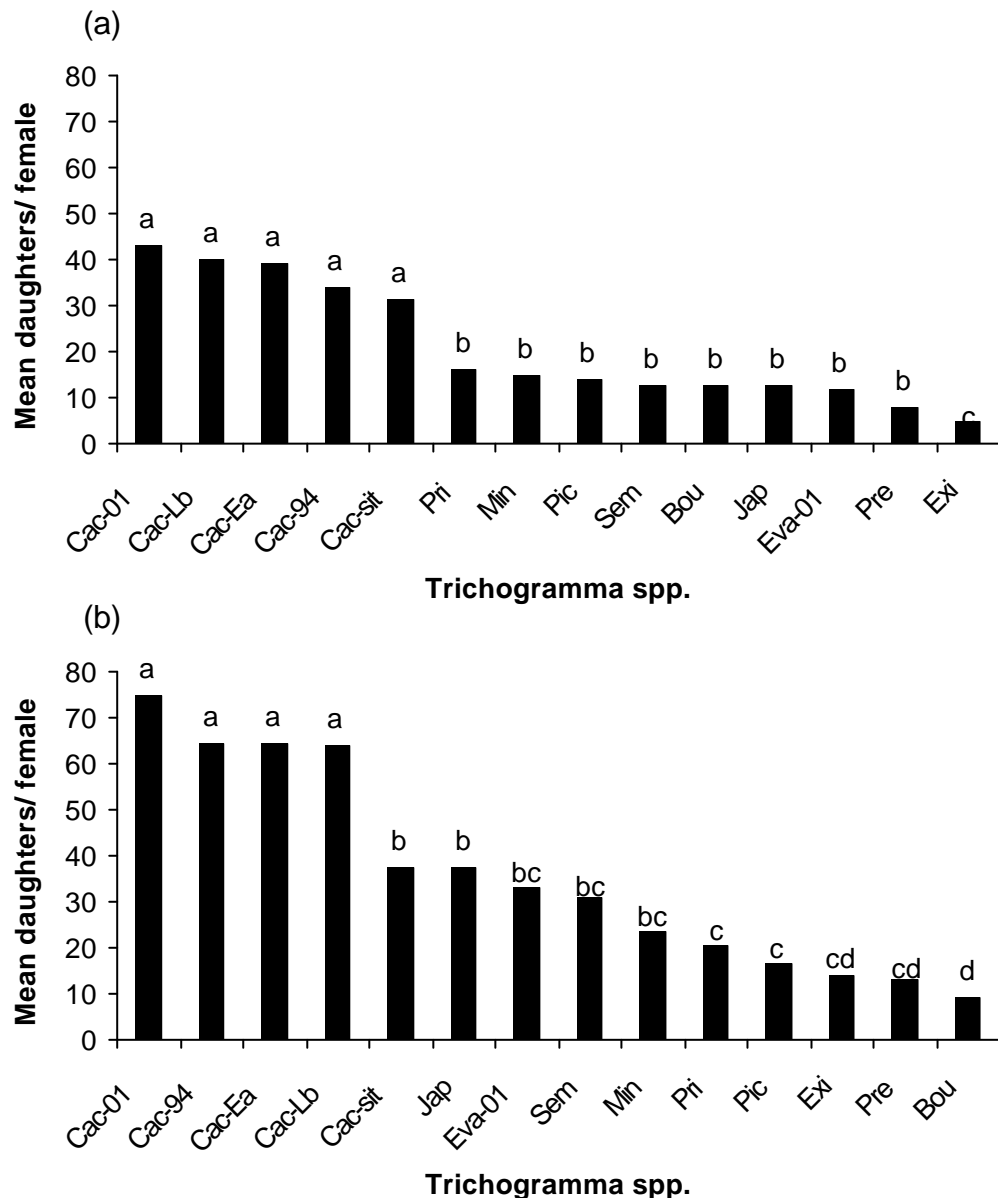 (a)
Mean daughters/ female
80
70
60
50
40
30
20
10
0
a a a a a b b b b b b b b c
Cac-01 Cac-Lb Cac-Ea Cac-94 Cac-sit Pri Min Pic Sem Bou Jap Eva-01 Pre Exi
Trichogramma spp.
(b)
Mean daughters/ female
80
70
60
50
40
30
20
10
0
a a a a b b bc bc bc c c cd cd d
Cac-01 Cac-94 Cac-Ea Cac-Lb Cac-sit Jap Eva-01 Sem Min Pri Pic Exi Pre Bou
Trichogramma spp.